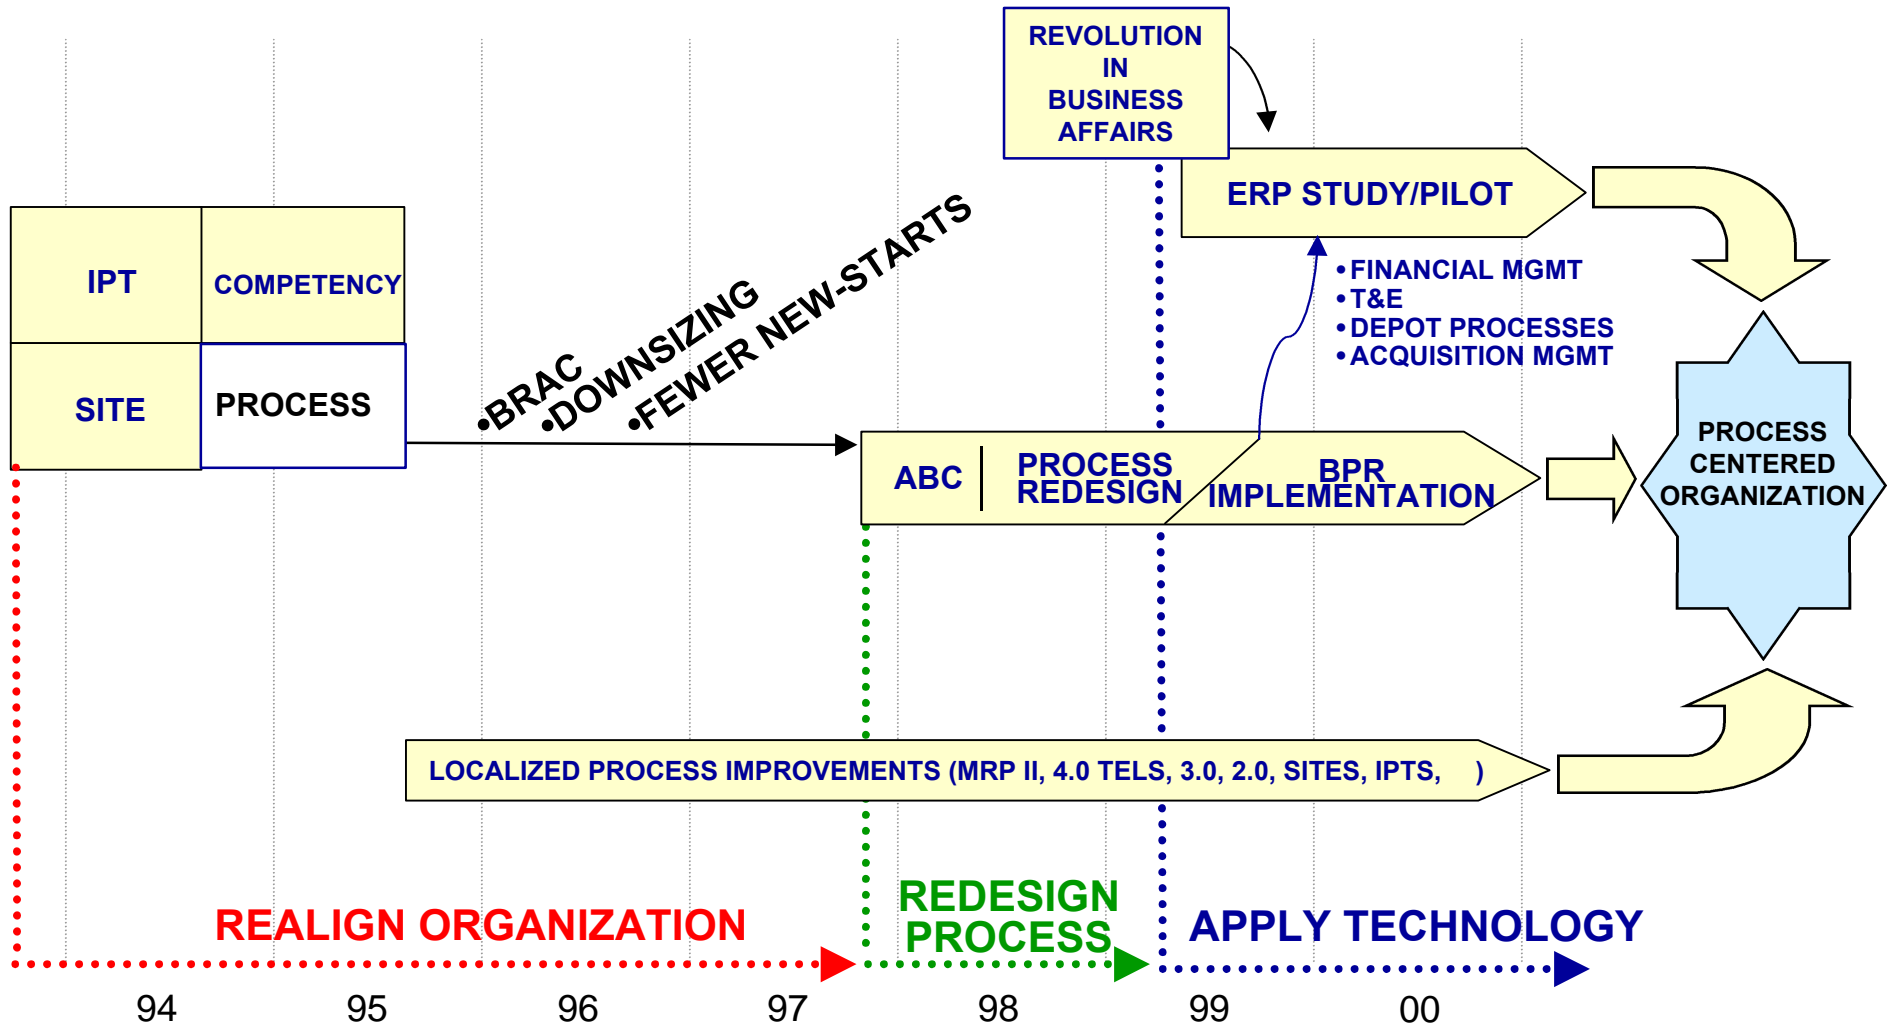 REVOLUTION
IN
BUSINESS
AFFAIRS
ERP STUDY/PILOT
•FINANCIAL MGMT
•T&E
•DEPOT PROCESSES
•ACQUISITION MGMT
IPT
COMPETENCY
SITE
PROCESS
•BRAC
•DOWNSIZING
•FEWER NEW-STARTS
ABC
PROCESS
REDESIGN
BPR
IMPLEMENTATION
PROCESS
CENTERED
ORGANIZATION
LOCALIZED PROCESS IMPROVEMENTS (MRP II, 4.0 TELS, 3.0, 2.0, SITES, IPTS, )
REALIGN ORGANIZATION
REDESIGN
PROCESS
APPLY TECHNOLOGY
94 95 96 97 98 99 00